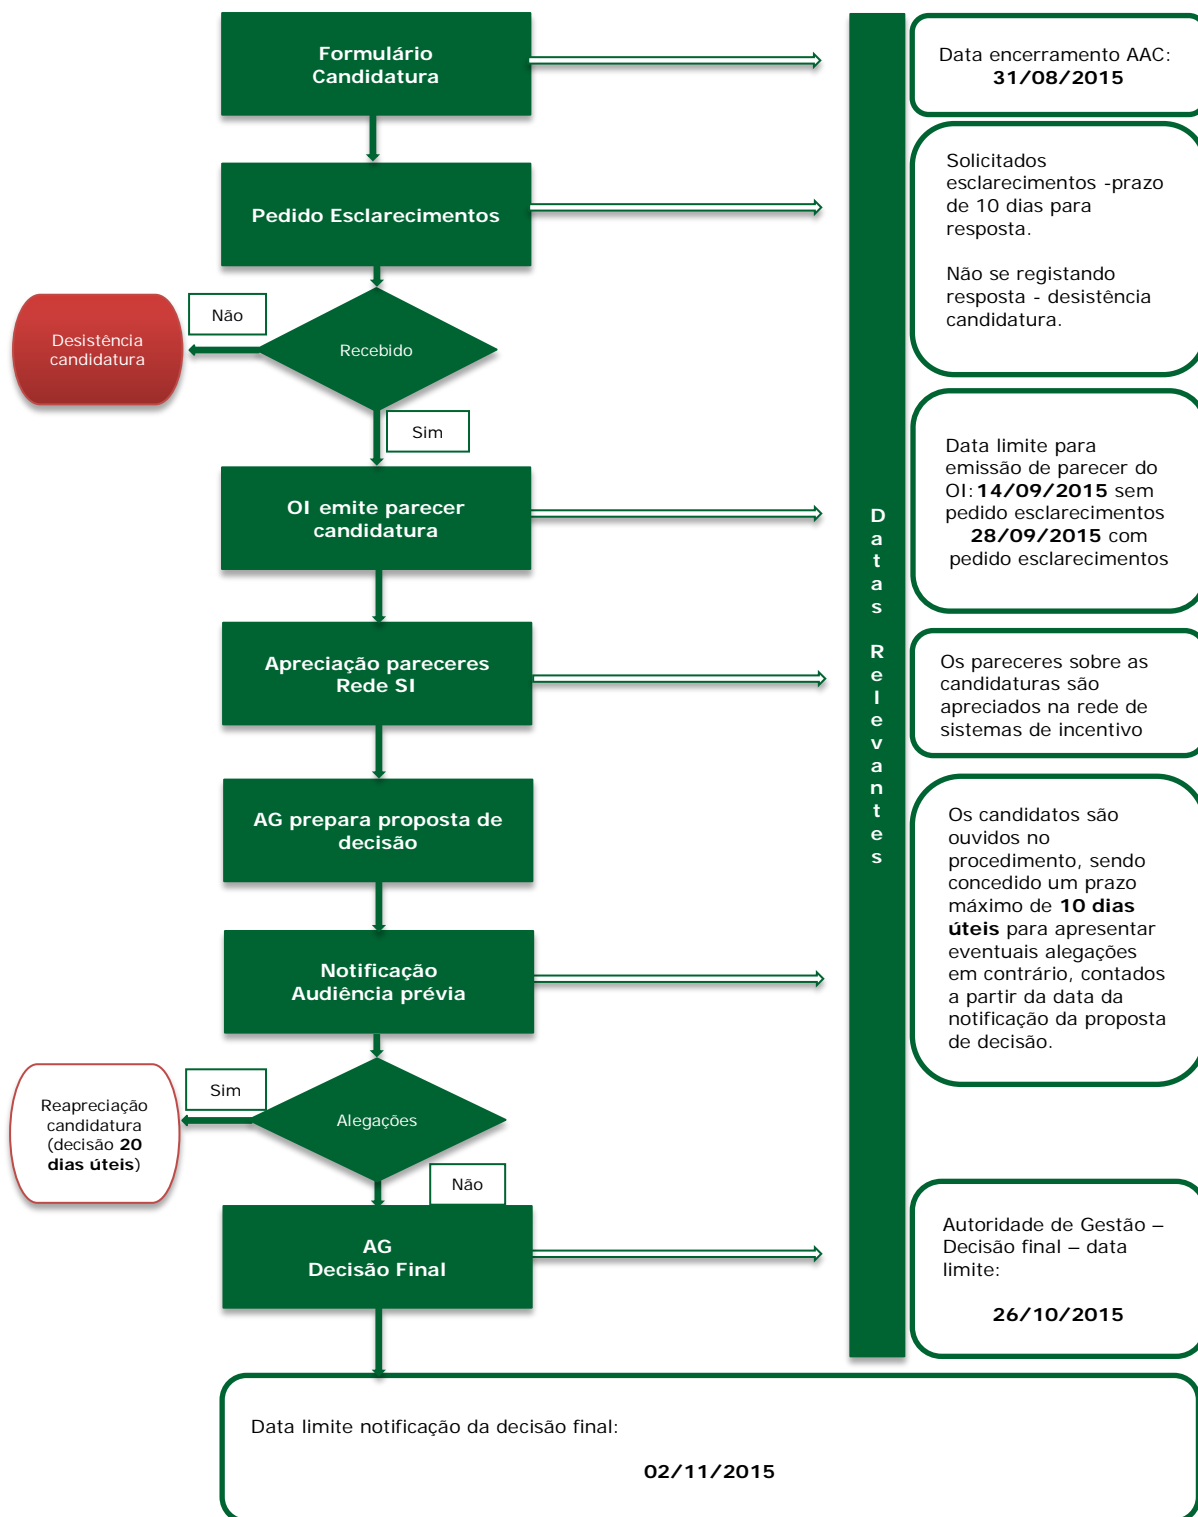 Formulário
Candidatura
Data encerramento AAC:
31/08/2015
Pedido Esclarecimentos
Solicitados
esclarecimentos -prazo
de 10 dias para
resposta.
Não se registando
resposta - desistência
candidatura.
Não
Desistência
candidatura
Recebido
Sim
OI emite parecer
candidatura
Data limite para
emissão de parecer do
OI: 14/09/2015 sem
pedido esclarecimentos
28/09/2015 com
pedido esclarecimentos
D
a
t
a
s
R
e
l
e
v
a
n
t
e
s
Apreciação pareceres
Rede SI
Os pareceres sobre as
candidaturas são
apreciados na rede de
sistemas de incentivo
AG prepara proposta de
decisão
Os candidatos são
ouvidos no
procedimento, sendo
concedido um prazo
máximo de 10 dias
úteis para apresentar
eventuais alegações
em contrário, contados
a partir da data da
notificação da proposta
de decisão.
Notificação
Audiência prévia
Sim
Reapreciação
candidatura
(decisão 20
dias úteis)
Alegações
Não
AG
Decisão Final
Autoridade de Gestão –
Decisão final – data
limite:
26/10/2015
Data limite notificação da decisão final:
02/11/2015